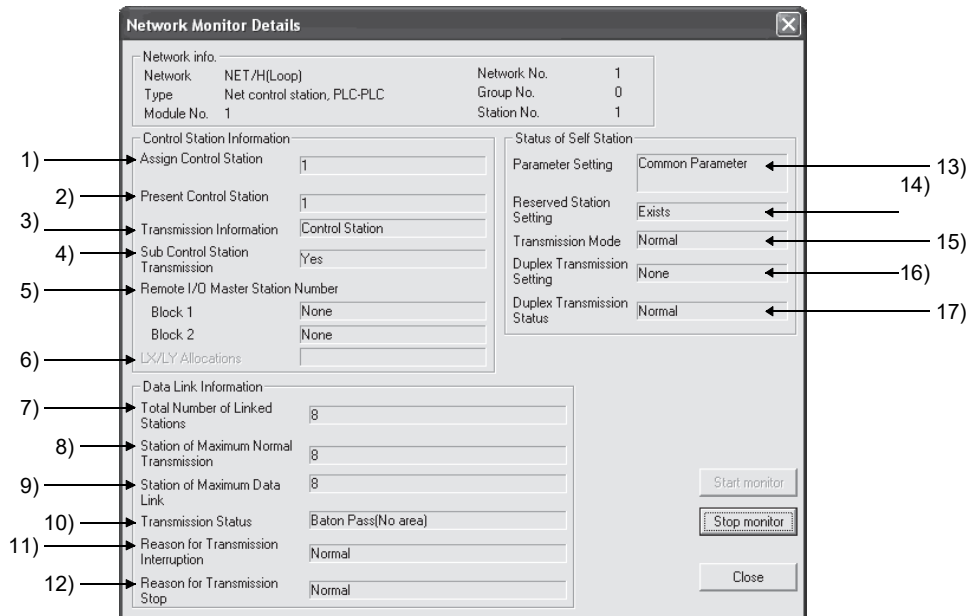 Network Monitor Details
Network info.
Network NET/H(Loop) Network No. 1
Type Net control station, PLC-PLC Group No. 0
Module No. 1 Station No. 1
Control Station Information
1) Assign Control Station 1
2) Present Control Station 1
3) Transmission Information Control Station
4) Sub Control Station
Transmission Yes
5) Remote I/O Master Station Number
Block 1 None
Block 2 None
6) LX/LY Allocations
Status of Self Station
Parameter Setting Common Parameter 13)
14)
Reserved Station
Setting Exists
Transmission Mode Normal 15)
Duplex Transmission
Setting None 16)
Duplex Transmission
Status Normal 17)
Data Link Information
7) Total Number of Linked
Stations 8
8) Station of Maximum Normal
Transmission 8
9) Station of Maximum Data
Link 8
10) Transmission Status Baton Pass(No area)
11) Reason for Transmission
Interruption Normal
12) Reason for Transmission
Stop Normal
Start monitor
Stop monitor
Close